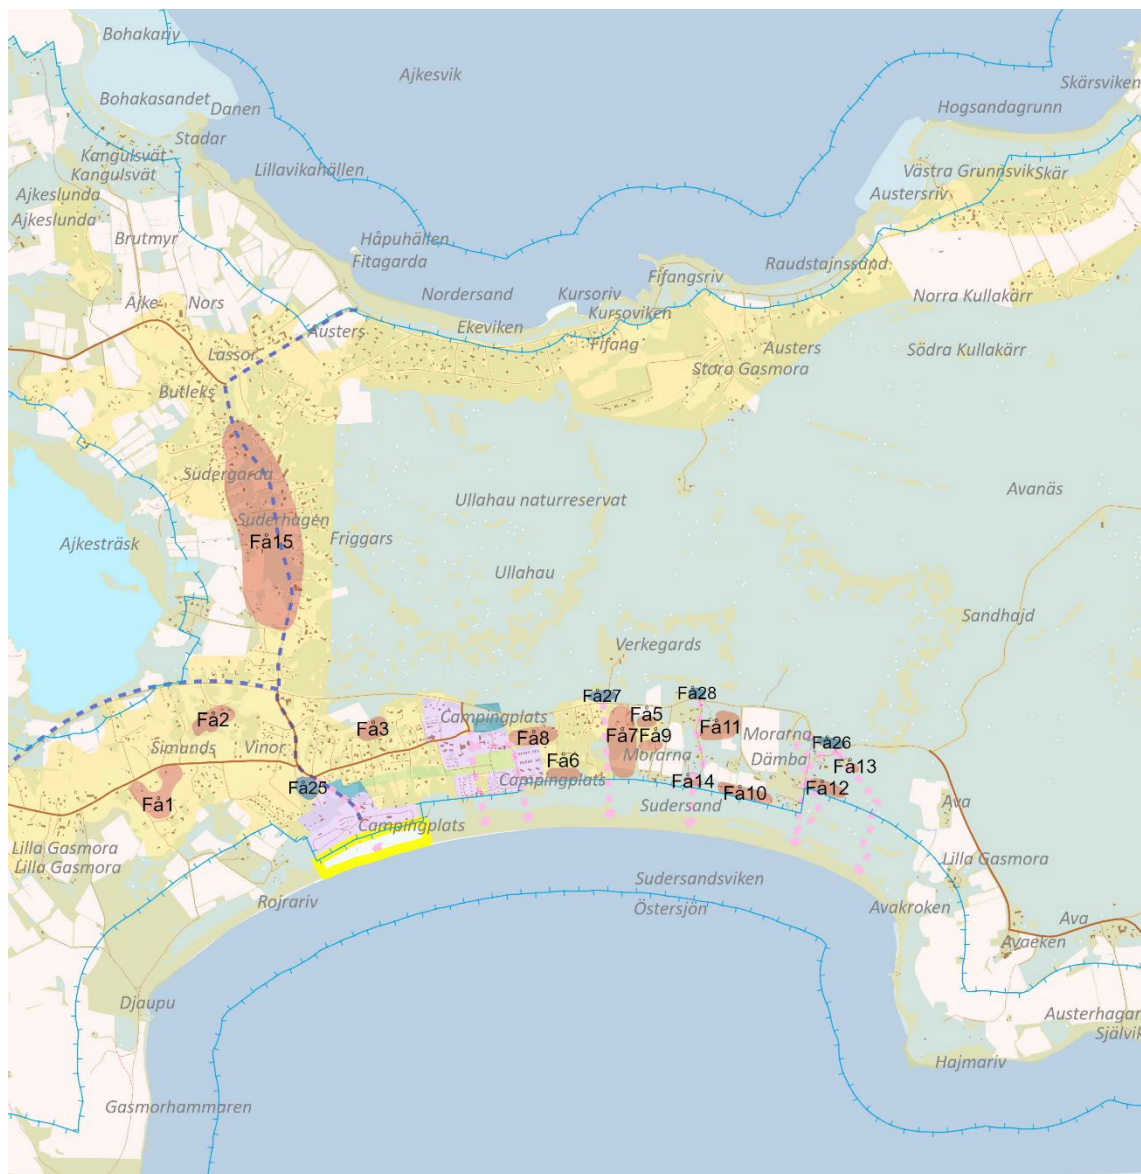 Bohakariv
Ajkesvik
Skärsviken
Bohakasandet
Danen
Hogsandagrunn
Stadar
Kangulsvät
Kangulsvät
Lillavikahällen
Västra Grunnsvik
Skär
Ajkeslunda
Austersriv
Ajkeslunda
Brutmyr
Håpuhällen
Fitagarda
Raudstajnssand
Fifangsriv
Nordersand
Kursoriv
Norra Kullakärr
Ajke
Nors
Kursoviken
Austers
Ekeviken
Fifang
Austers
Södra Kullakärr
Lassor
Stora Gasmora
Butleks
Sudergarda
Ullahau naturreservat
Avanäs
Suderhagen
Friggars
Ajkesträsk
Få15
Ullahau
Sandhajd
Verkegards
Få27
Få28
Få2
Få3
Campingplats
Få5
Få11
Simunds
Vinor
Få8
Få7
Få9
Morarna
Få26
Morarna
Dämba
Få6
Få13
Få25
Campingplats
Få14
Få12
Få1
Få10
Sudersand
Ava
Campingplats
Lilla Gasmora
Lilla Gasmora
Lilla Gasmora
Sudersandsviken
Rojrariv
Östersjön
Avakroken
Ava
Avaeken
Djaupu
Austerhagar
Självik
Hajmariv
Gasmorhammaren